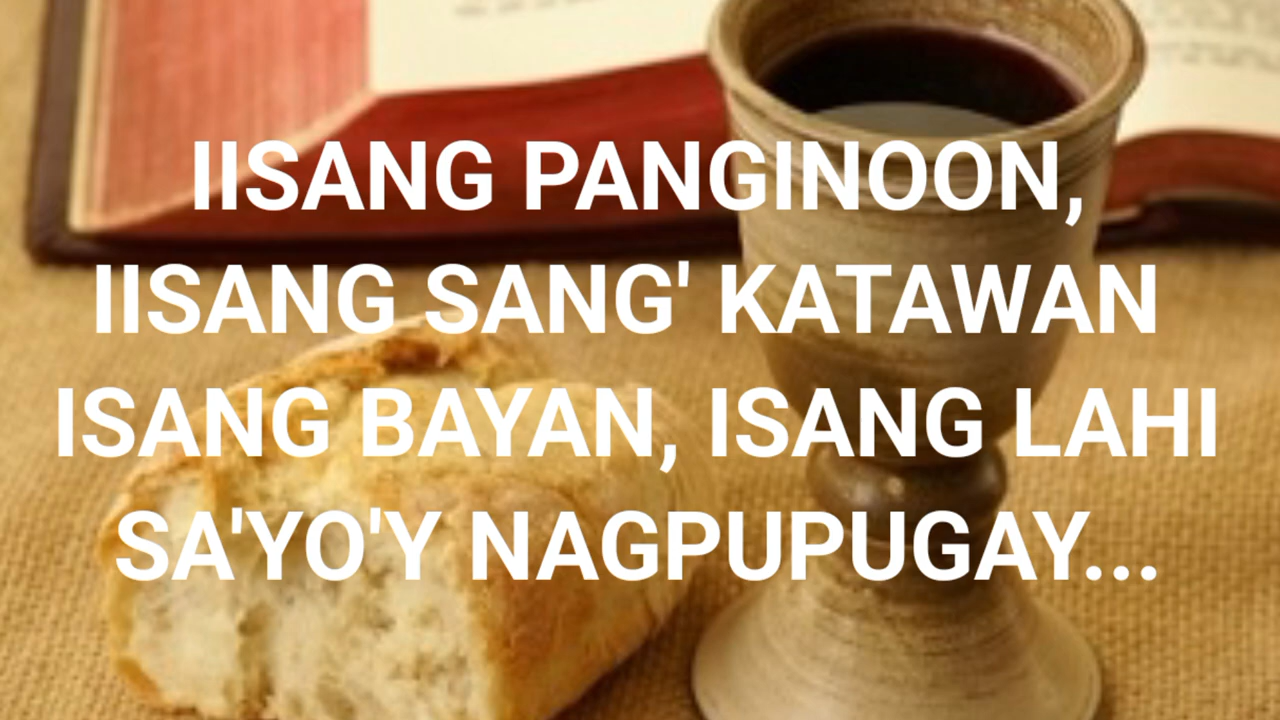 IISANG PANGINOON,
IISANG SANG' KATAWAN
ISANG BAYAN, ISANG LAHI
SA'YO'Y NAGPUPUGAY...